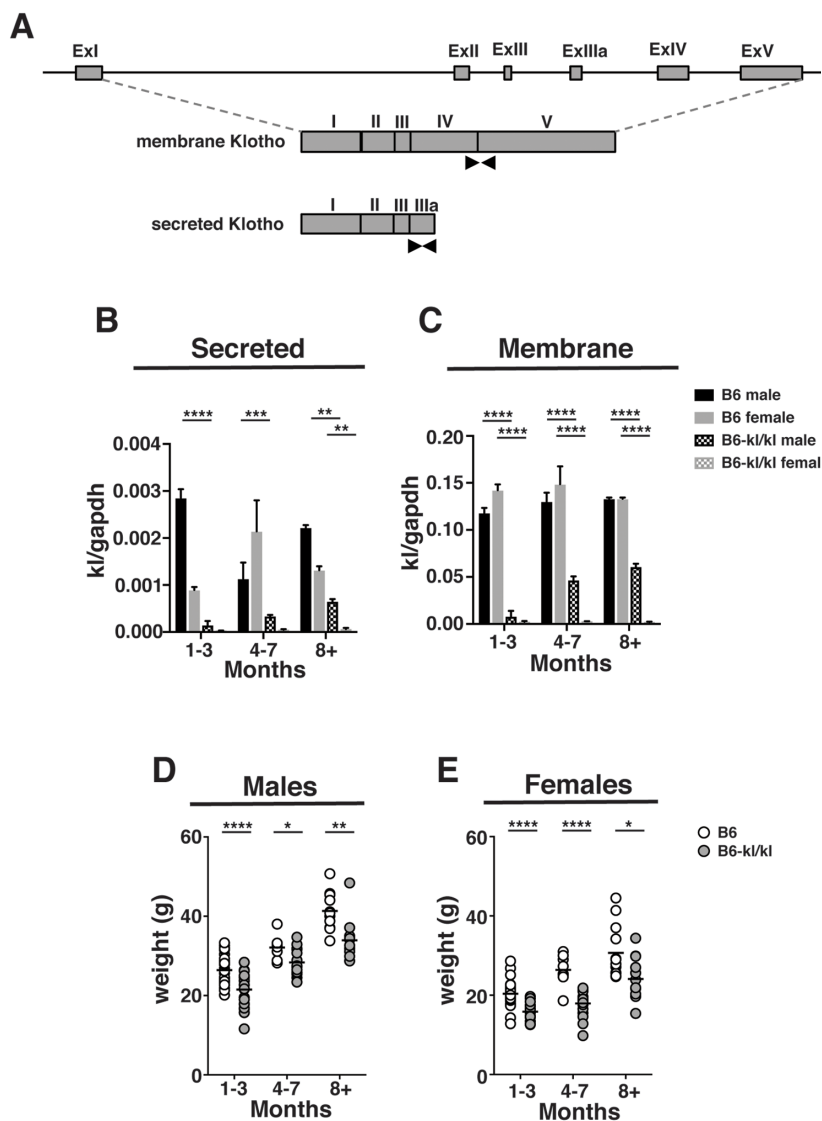 A
ExI ExII ExIII ExIIIa ExIV ExV
I II III IV V
membrane Klotho
I II III IIIa
secreted Klotho
B
Secreted
**** *** **
**
kl/gapdh
0.004
0.003
0.002
0.001
0.000
1-3 4-7 8+
Months
C
Membrane
**** **** ****
**** **** ****
kl/gapdh
0.20
0.15
0.10
0.05
0.00
1-3 4-7 8+
Months
B6 male
B6 female
B6-kl/kl male
B6-kl/kl femal
D
Males
**** * **
weight (g)
60
40
20
0
1-3 4-7 8+
Months
E
Females
**** **** *
weight (g)
60
40
20
0
1-3 4-7 8+
Months
B6
B6-kl/kl